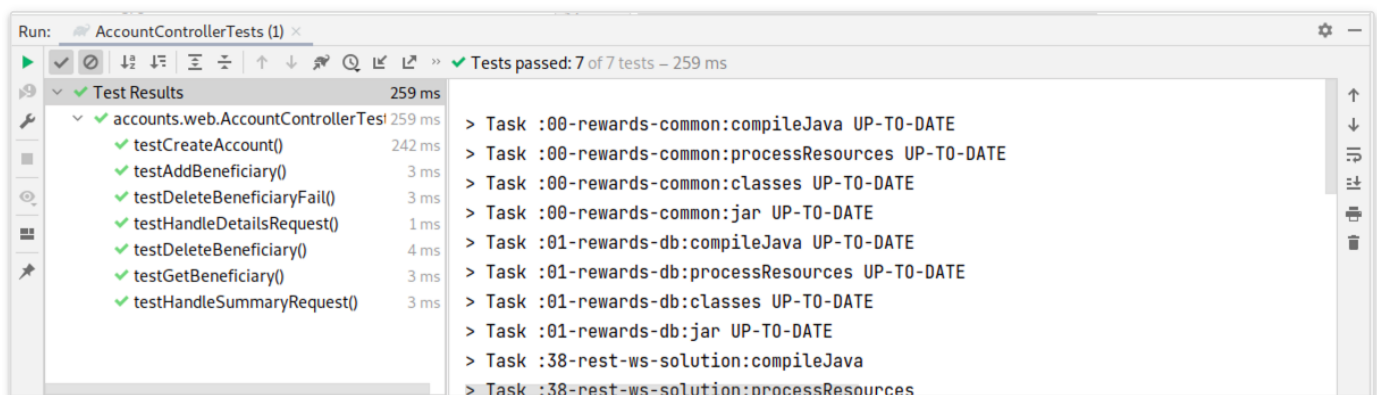 Run: AccountControllerTests (1)
Tests passed: 7 of 7 tests – 259 ms
Test Results 259 ms
accounts.web.AccountControllerTest 259 ms
testCreateAccount() 242 ms
testAddBeneficiary() 3 ms
testDeleteBeneficiaryFail() 3 ms
testHandleDetailsRequest() 1 ms
testDeleteBeneficiary() 4 ms
testGetBeneficiary() 3 ms
testHandleSummaryRequest() 3 ms
> Task :00-rewards-common:compileJava UP-TO-DATE
> Task :00-rewards-common:processResources UP-TO-DATE
> Task :00-rewards-common:classes UP-TO-DATE
> Task :00-rewards-common:jar UP-TO-DATE
> Task :01-rewards-db:compileJava UP-TO-DATE
> Task :01-rewards-db:processResources UP-TO-DATE
> Task :01-rewards-db:classes UP-TO-DATE
> Task :01-rewards-db:jar UP-TO-DATE
> Task :38-rest-ws-solution:compileJava
> Task :38-rest-ws-solution:processResources